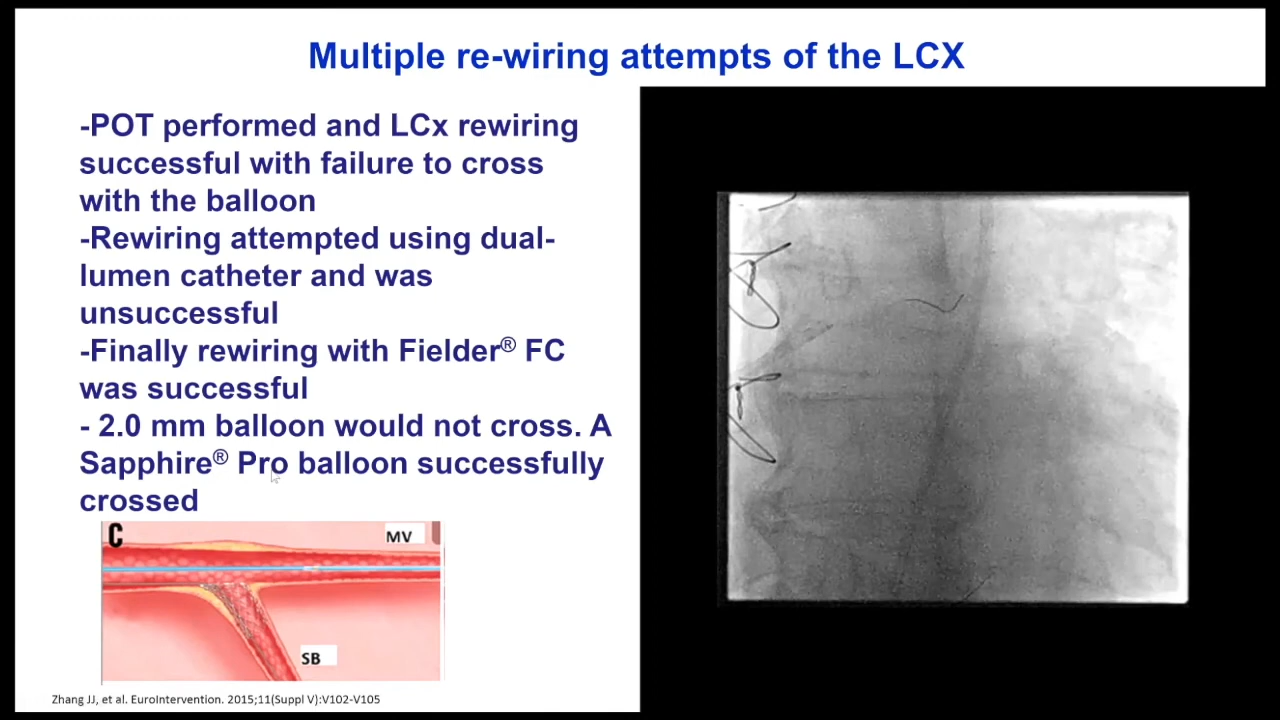 Multiple re-wiring attempts of the LCX
-POT performed and LCx rewiring
successful with failure to cross
with the balloon
-Rewiring attempted using dual-
lumen catheter and was
unsuccessful
-Finally rewiring with Fielder® FC
was successful
- 2.0 mm balloon would not cross. A
Sapphire® Pro balloon successfully
crossed
C
MV
SB
Zhang JJ, et al. EuroIntervention. 2015;11(Suppl V):V102-V105